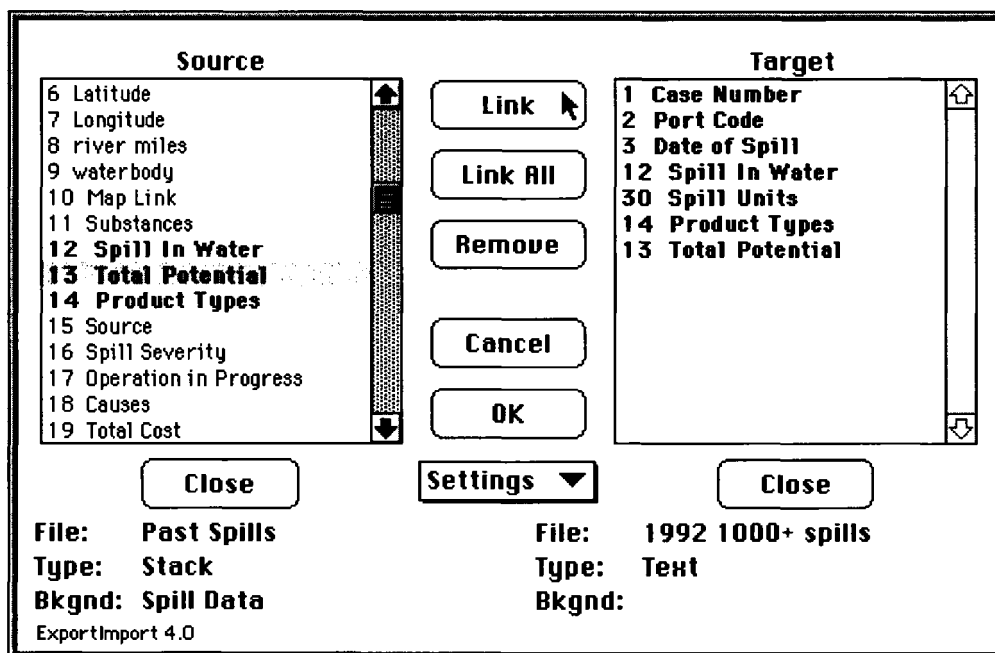 Source
6 Latitude
7 Longitude
8 river miles
9 waterbody
10 Map Link
11 Substances
12 Spill In Water
13 Total Potential
14 Product Types
15 Source
16 Spill Severity
17 Operation in Progress
18 Causes
19 Total Cost
Close
File: Past Spills
Type: Stack
Bkgnd: Spill Data
ExportImport 4.0
Link
Link All
Remove
Cancel
OK
Settings
Target
1 Case Number
2 Port Code
3 Date of Spill
12 Spill In Water
30 Spill Units
14 Product Types
13 Total Potential
Close
File: 1992 1000+ spills
Type: Text
Bkgnd: